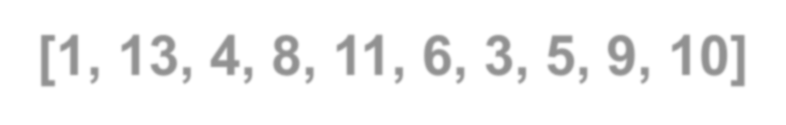 [1, 13, 4, 8, 11, 6, 3, 5, 9, 10]